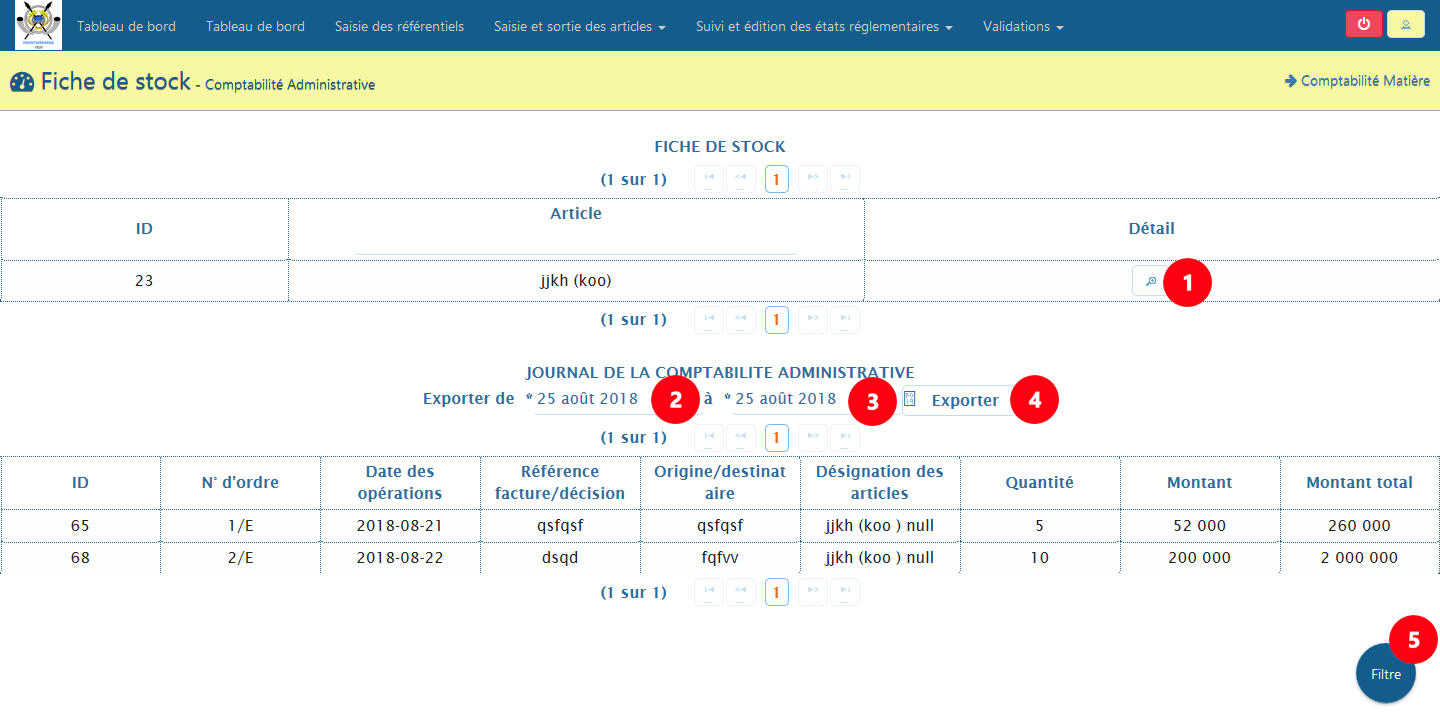 Tableau de bord Tableau de bord Saisie des référentiels Saisie et sortie des articles Suivi et édition des états réglementaires Validations
Fiche de stock - Comptabilité Administrative
Comptabilité Matière
FICHE DE STOCK
(1 sur 1) 1
ID Article Détail
23 jjkh (koo) 1
(1 sur 1) 1
JOURNAL DE LA COMPTABILITE ADMINISTRATIVE
Exporter de * 25 août 2018 2 à * 25 août 2018 3 Exporter 4
(1 sur 1) 1
ID N° d'ordre Date des opérations Référence facture/décision Origine/destinat aire Désignation des articles Quantité Montant Montant total
65 1/E 2018-08-21 qsfqsf qsfqsf jjkh (koo ) null 5 52 000 260 000
68 2/E 2018-08-22 dsqd fqfvv jjkh (koo ) null 10 200 000 2 000 000
(1 sur 1) 1
5
Filtre